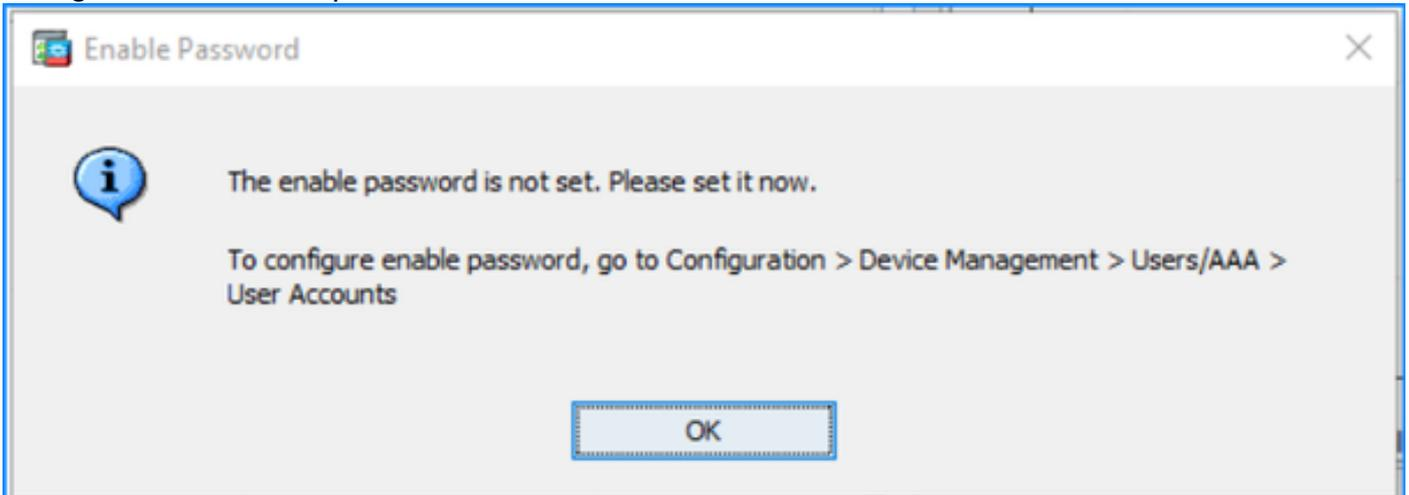 Enable Password
The enable password is not set. Please set it now.
To configure enable password, go to Configuration > Device Management > Users/AAA >
User Accounts
OK